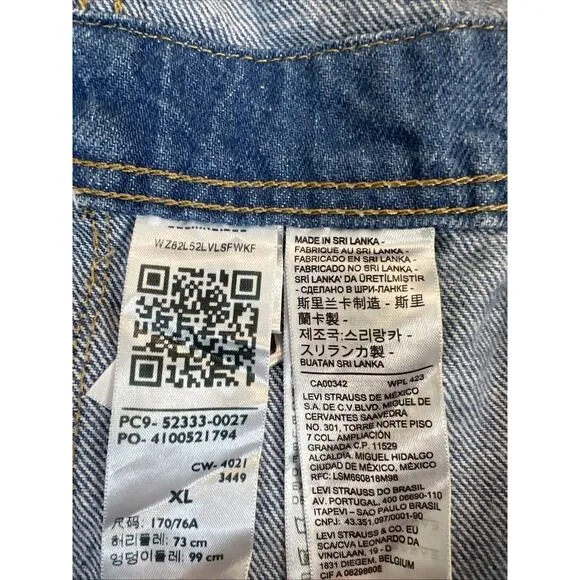 WZ82L52LVLSFWKF
PC9- 52333-0027
PO- 4100521794
CW- 4021
3449
XL
尺码: 170/76A
허리둘레: 73 cm
엉덩이둘레: 99 cm
MADE IN SRI LANKA -
FABRIQUE AU SRI LANKA -
FABRICADO EN SRI LANKA -
FABRICADO NO SRI LANKA -
SRİ LANKA' DA ÜRETİLMİŞTİR
- СДЕЛАНО В ШРИ-ЛАНКЕ -
斯里兰卡制造 - 斯里
蘭卡製 -
제조국:스리랑카 -
スリランカ製 -
BUATAN SRI LANKA
CA00342 WPL 423
LEVI STRAUSS DE MEXICO
S.A. DE C.V.BLVD. MIGUEL DE
CERVANTES SAAVEDRA
NO. 301, TORRE NORTE PISO
7 COL. AMPLIACIÓN
GRANADA C.P. 11529
ALCALDÍA. MIGUEL HIDALGO
CIUDAD DE MÉXICO, MÉXICO
RFC: LSM660818M98
LEVI STRAUSS DO BRASIL
AV. PORTUGAL, 400 06690-110
ITAPEVI – SAO PAULO BRASIL
CNPJ: 43.351.097/0001-90
LEVI STRAUSS & CO. EU
SCA/CVA LEONARDO DA
VINCILAAN, 19 - D
1831 DIEGEM, BELGIUM
CIF A 08298608